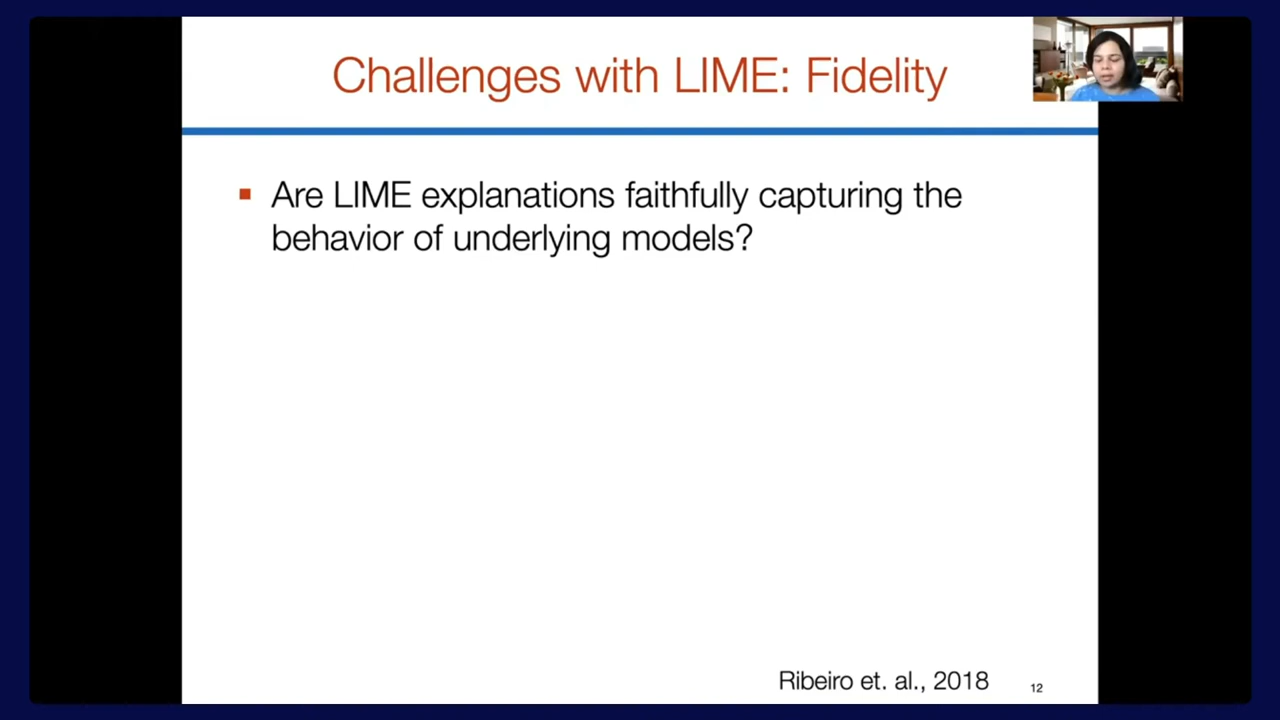 Challenges with LIME: Fidelity
▪ Are LIME explanations faithfully capturing the
behavior of underlying models?
Ribeiro et. al., 2018
12